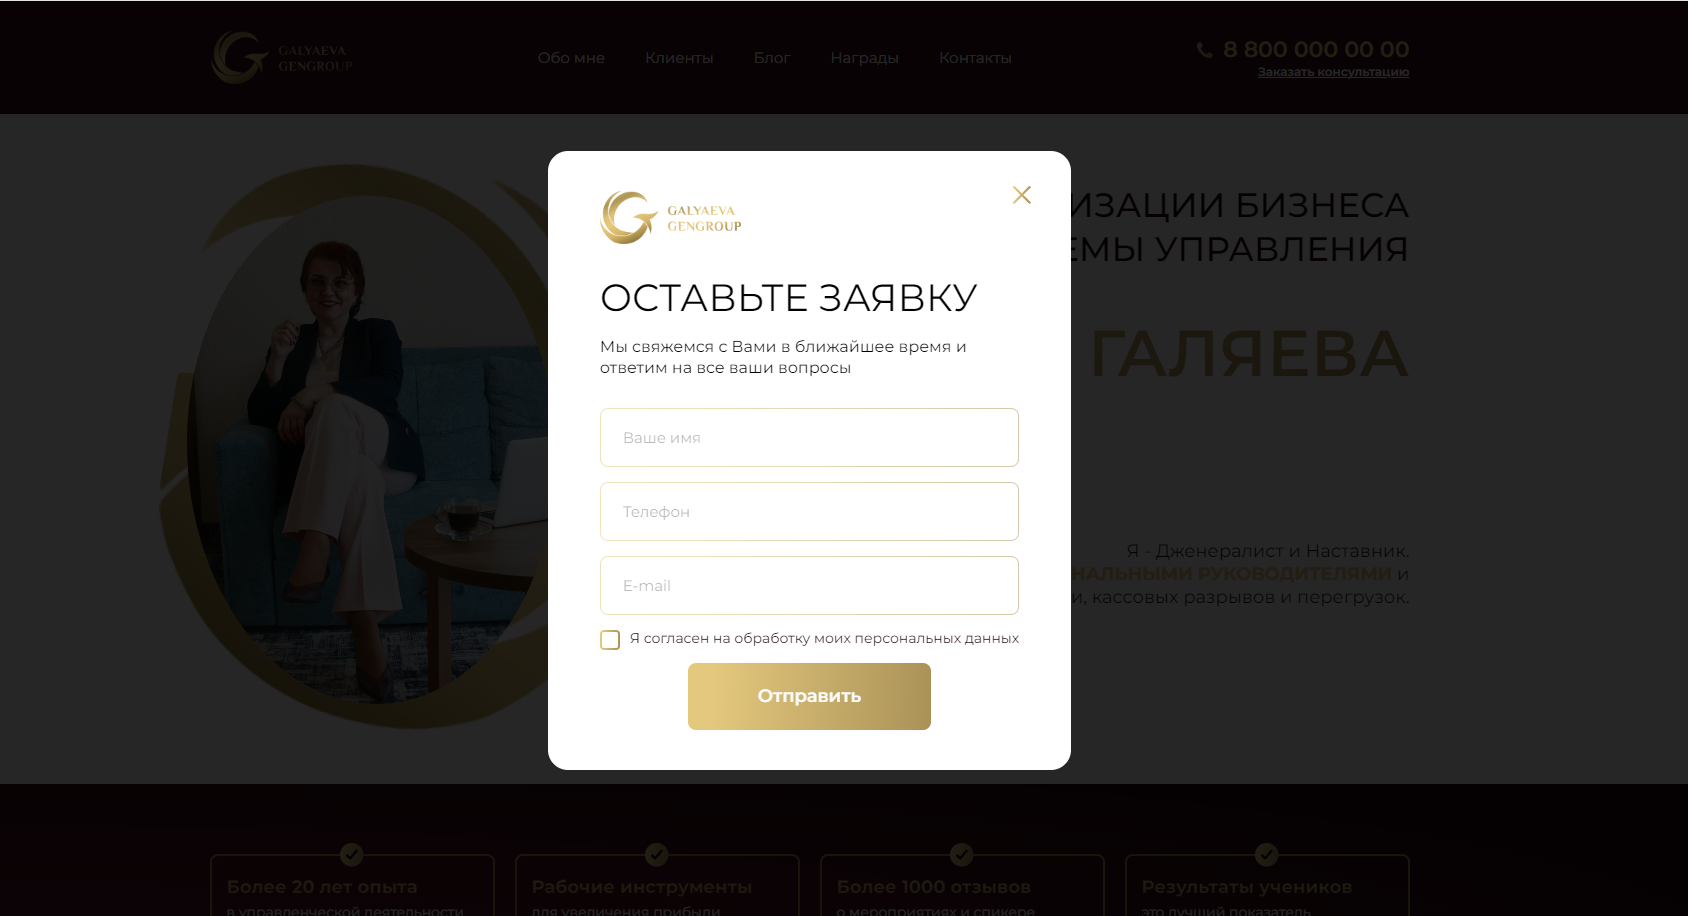 GALYAEVA
GENGROUP
Обо мне
Клиенты
Блог
Награды
Контакты
8 800 000 00 00
Заказать консультацию
ИЗАЦИИ БИЗНЕСА
ЕМЫ УПРАВЛЕНИЯ
ГАЛЯЕВА
Я - Дженералист и Наставник.
НАЛЬНЫМИ РУКОВОДИТЕЛЯМИ и
и, кассовых разрывов и перегрузок.
GALYAEVA
GENGROUP
ОСТАВЬТЕ ЗАЯВКУ
Мы свяжемся с Вами в ближайшее время и
ответим на все ваши вопросы
Ваше имя
Телефон
E-mail
Я согласен на обработку моих персональных данных
Отправить
Более 20 лет опыта
в управленческой деятельности
Рабочие инструменты
для увеличения прибыли
Более 1000 отзывов
о мероприятиях и спикере
Результаты учеников
это лучший показатель